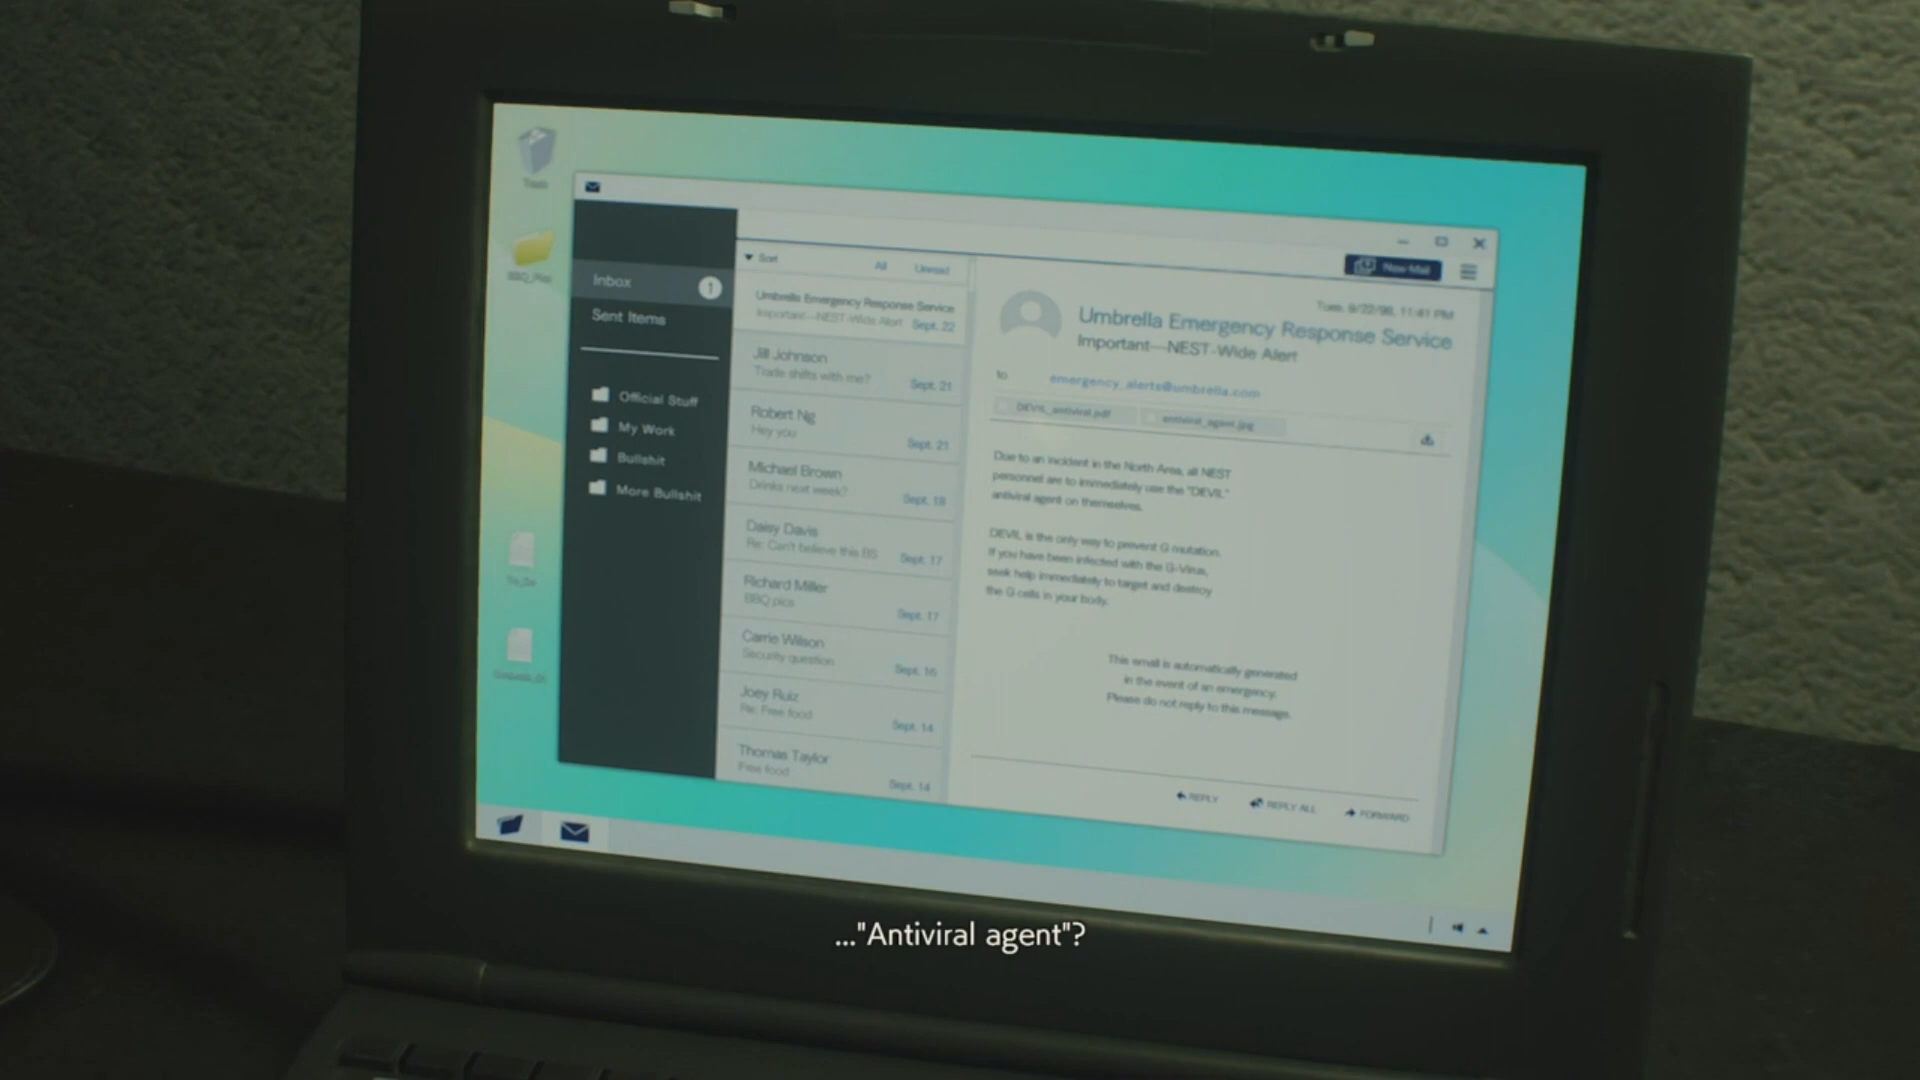 Trash
BBQ_Pics
Inbox
1
Sent Items
Official Stuff
My Work
Bullshit
More Bullshit
Sort All Unread
Umbrella Emergency Response Service
Important—NEST-Wide Alert Sept. 22
Jill Johnson
Trade shifts with me? Sept. 21
Robert Ng
Hey you Sept. 21
Michael Brown
Drinks next week? Sept. 18
Daisy Davis
Re: Can't believe this BS Sept. 17
Richard Miller
BBQ pics Sept. 17
Carrie Wilson
Security question Sept. 16
Joey Ruiz
Re: Free food Sept. 14
Thomas Taylor
Free food Sept. 14
New Mail
Tues. 9/22/98, 11:41 PM
Umbrella Emergency Response Service
Important—NEST-Wide Alert
to emergency_alerts@umbrella.com
DEVIL_antiviral.pdf antiviral_agent.jpg
Due to an incident in the North Area, all NEST
personnel are to immediately use the "DEVIL"
antiviral agent on themselves.
DEVIL is the only way to prevent G mutation.
If you have been infected with the G-Virus,
seek help immediately to target and destroy
the G cells in your body.
This email is automatically generated
in the event of an emergency.
Please do not reply to this message.
REPLY REPLY ALL FORWARD
..."Antiviral agent"?